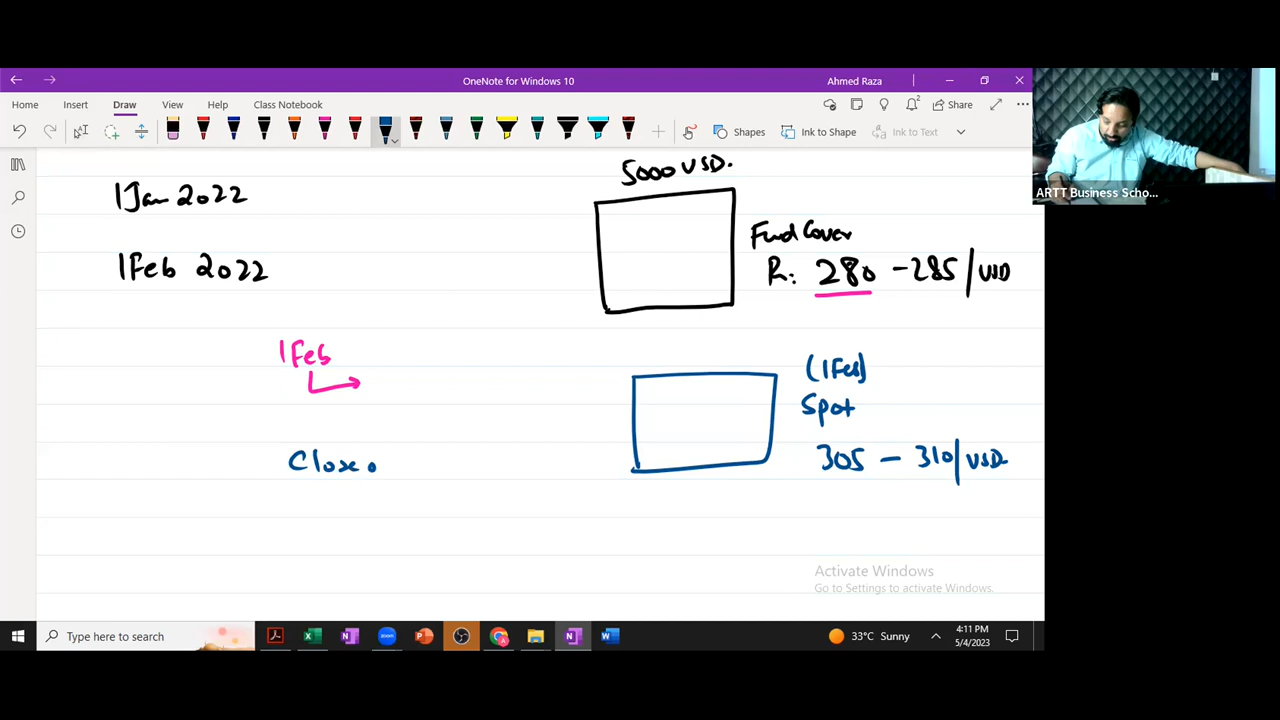 OneNote for Windows 10
Ahmed Raza
Home Insert Draw View Help Class Notebook
Share
Shapes Ink to Shape Ink to Text
ARTT Business Scho...
5000 USD.
1 Jan 2022
Fwd Cover
1 Feb 2022
R: 280 - 285/USD
1 Feb
(1 Feb)
Spot
Close
305 - 310/USD
Activate Windows
Go to Settings to activate Windows.
Type here to search
33°C Sunny
4:11 PM
5/4/2023